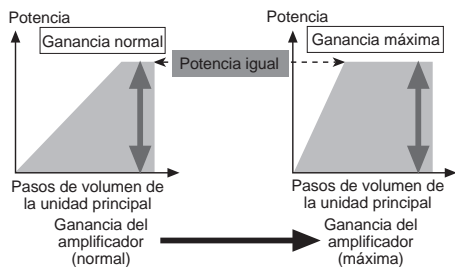 Potencia
Ganancia normal
Potencia igual
Pasos de volumen de
la unidad principal
Ganancia del
amplificador
(normal)
Potencia
Ganancia máxima
Pasos de volumen de
la unidad principal
Ganancia del
amplificador
(máxima)